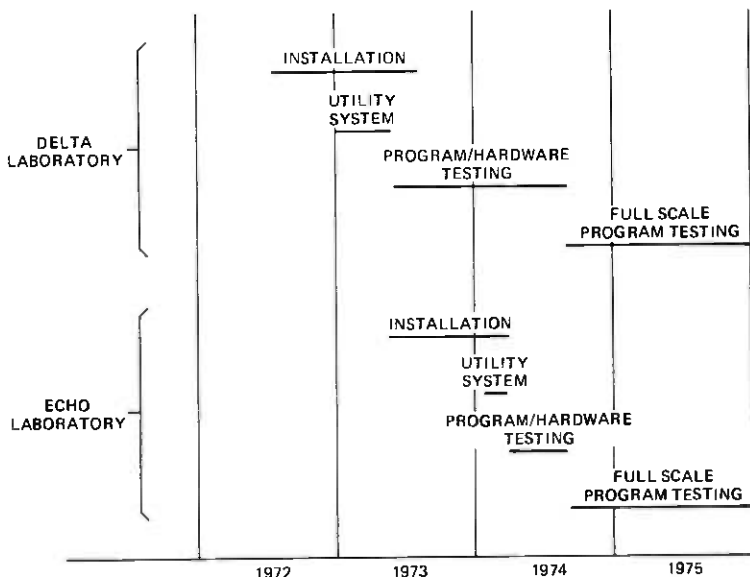 INSTALLATION
UTILITY
SYSTEM
DELTA
LABORATORY
PROGRAM/HARDWARE
TESTING
FULL SCALE
PROGRAM TESTING
INSTALLATION
UTILITY
SYSTEM
ECHO
LABORATORY
PROGRAM/HARDWARE
TESTING
FULL SCALE
PROGRAM TESTING
1972
1973
1974
1975